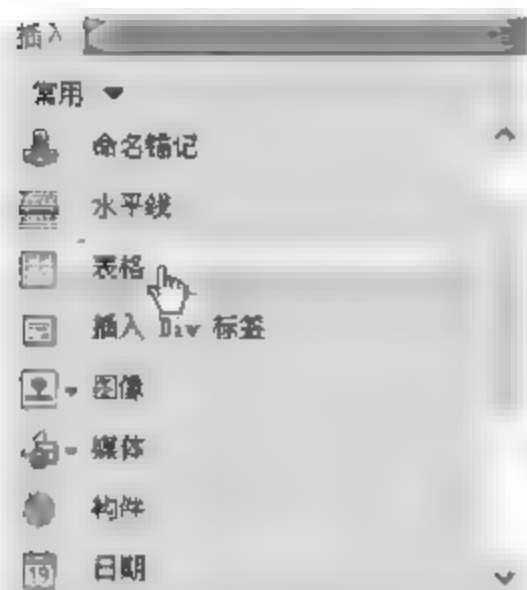 插入
常用
命名锚记
水平线
表格
插入 Div 标签
图像
媒体
构件
19 日期